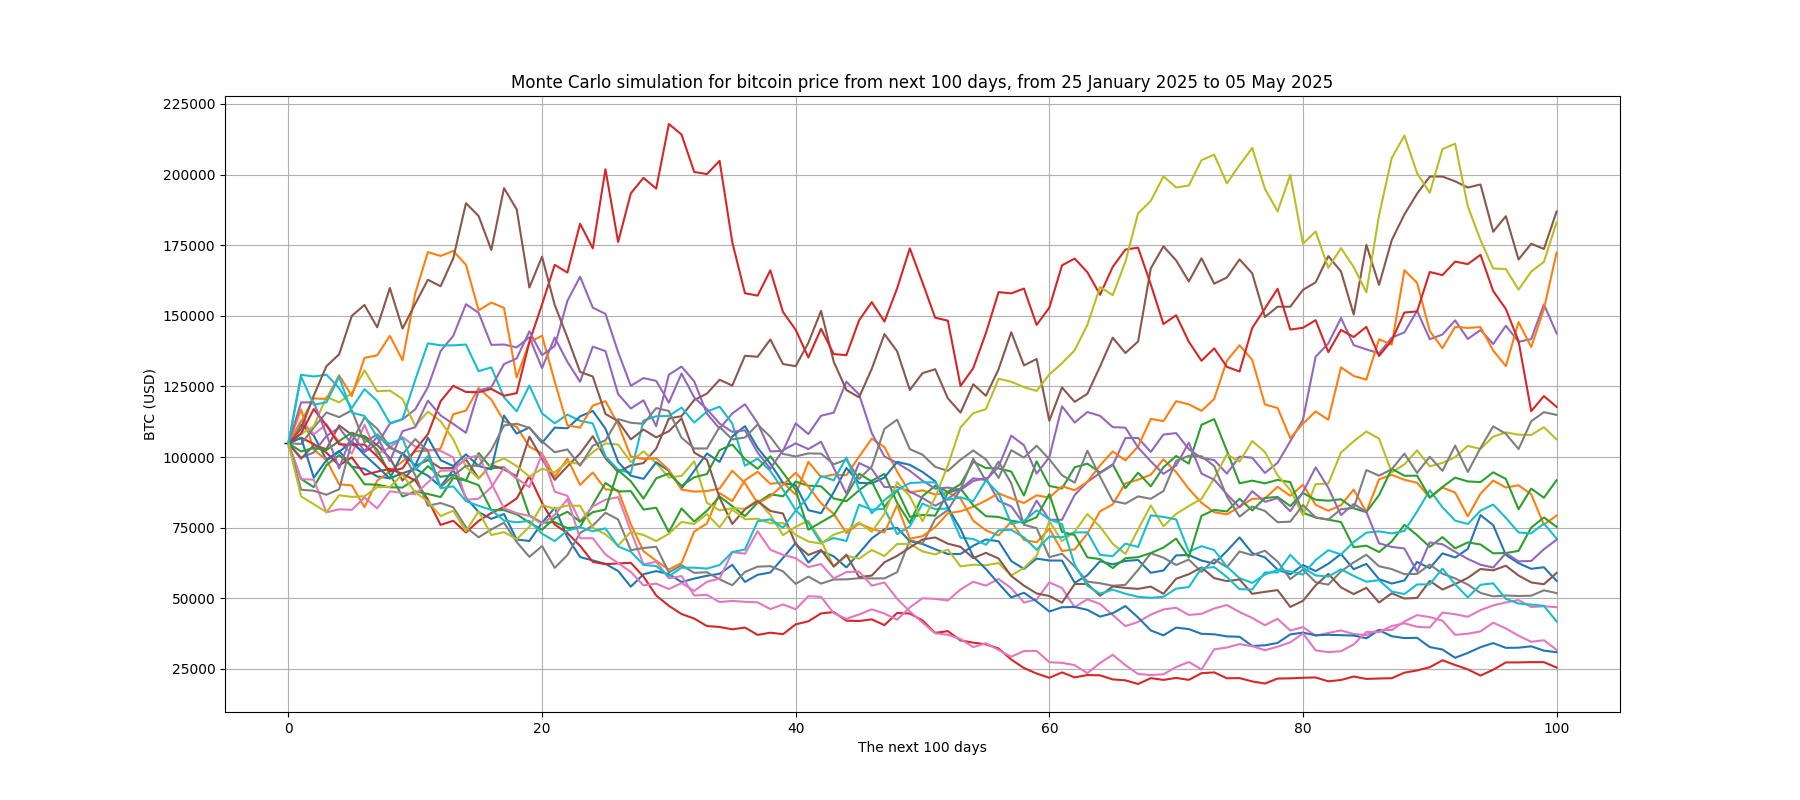 Monte Carlo simulation for bitcoin price from next 100 days, from 25 January 2025 to 05 May 2025
225000
200000
175000
150000
125000
100000
75000
50000
25000
BTC (USD)
0 20 40 60 80 100
The next 100 days